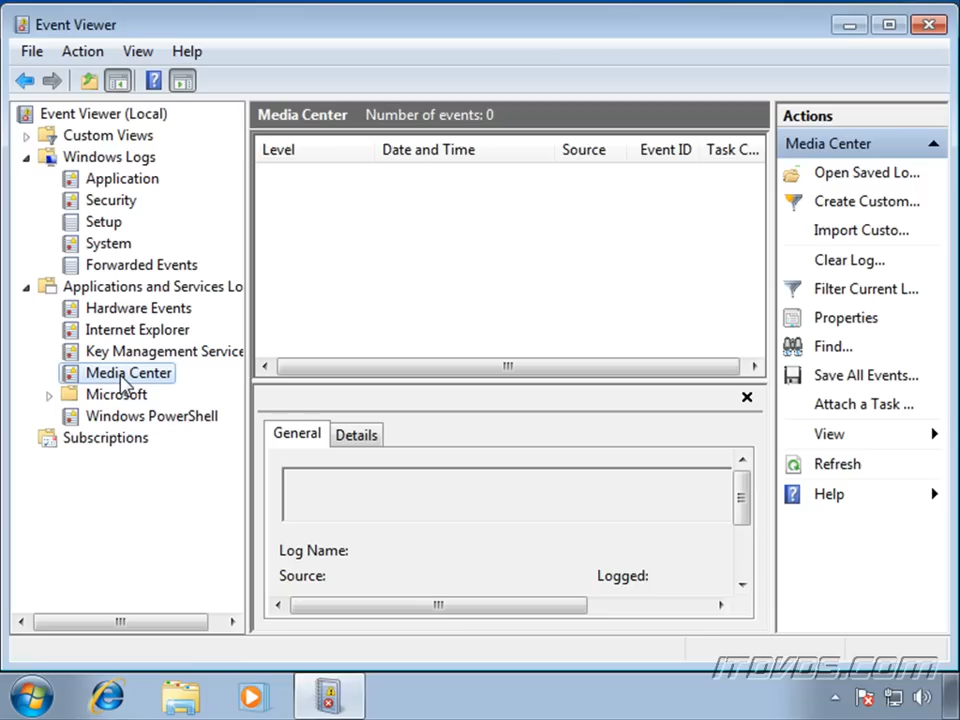 Event Viewer
File Action View Help
Event Viewer (Local)
Custom Views
Windows Logs
Application
Security
Setup
System
Forwarded Events
Applications and Services Lo
Hardware Events
Internet Explorer
Key Management Service
Media Center
Microsoft
Windows PowerShell
Subscriptions
Media Center Number of events: 0
Level Date and Time Source Event ID Task C...
General Details
Log Name:
Source: Logged:
Actions
Media Center
Open Saved Lo...
Create Custom...
Import Custo...
Clear Log...
Filter Current L...
Properties
Find...
Save All Events...
Attach a Task ...
View
Refresh
Help
ITDVDS.COM